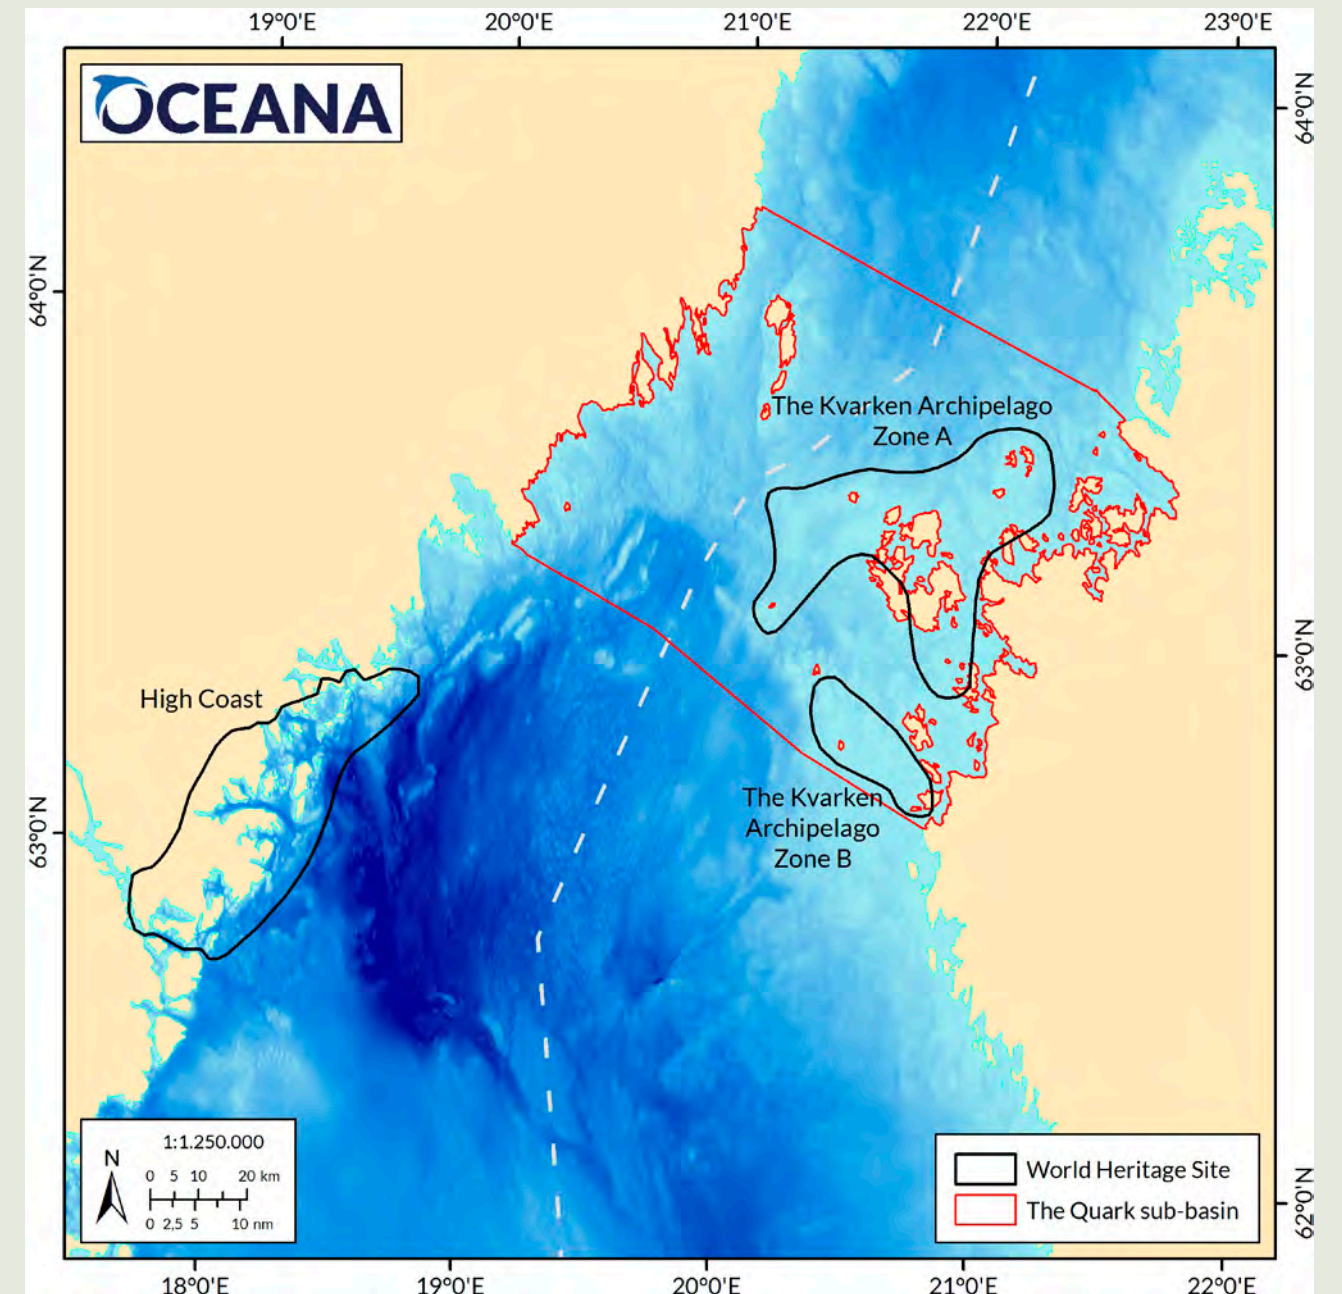 19°0'E 20°0'E 21°0'E 22°0'E 23°0'E
OCEANA
64°0'N
64°0'N
The Kvarken Archipelago
Zone A
63°0'N
High Coast
The Kvarken
Archipelago
Zone B
63°0'N
1:1.250.000
N
0 5 10 20 km
0 2,5 5 10 nm
World Heritage Site
The Quark sub-basin
62°0'N
18°0'E 19°0'E 20°0'E 21°0'E 22°0'E